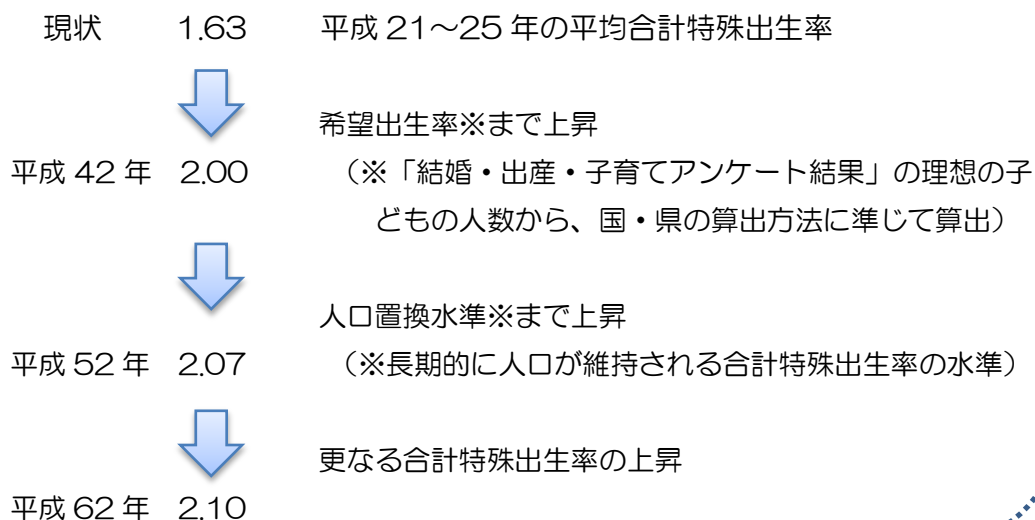 現状 1.63 平成 21～25 年の平均合計特殊出生率
希望出生率※まで上昇
平成 42 年 2.00 （※「結婚・出産・子育てアンケート結果」の理想の子
どもの人数から、国・県の算出方法に準じて算出）
人口置換水準※まで上昇
平成 52 年 2.07 （※長期的に人口が維持される合計特殊出生率の水準）
更なる合計特殊出生率の上昇
平成 62 年 2.10